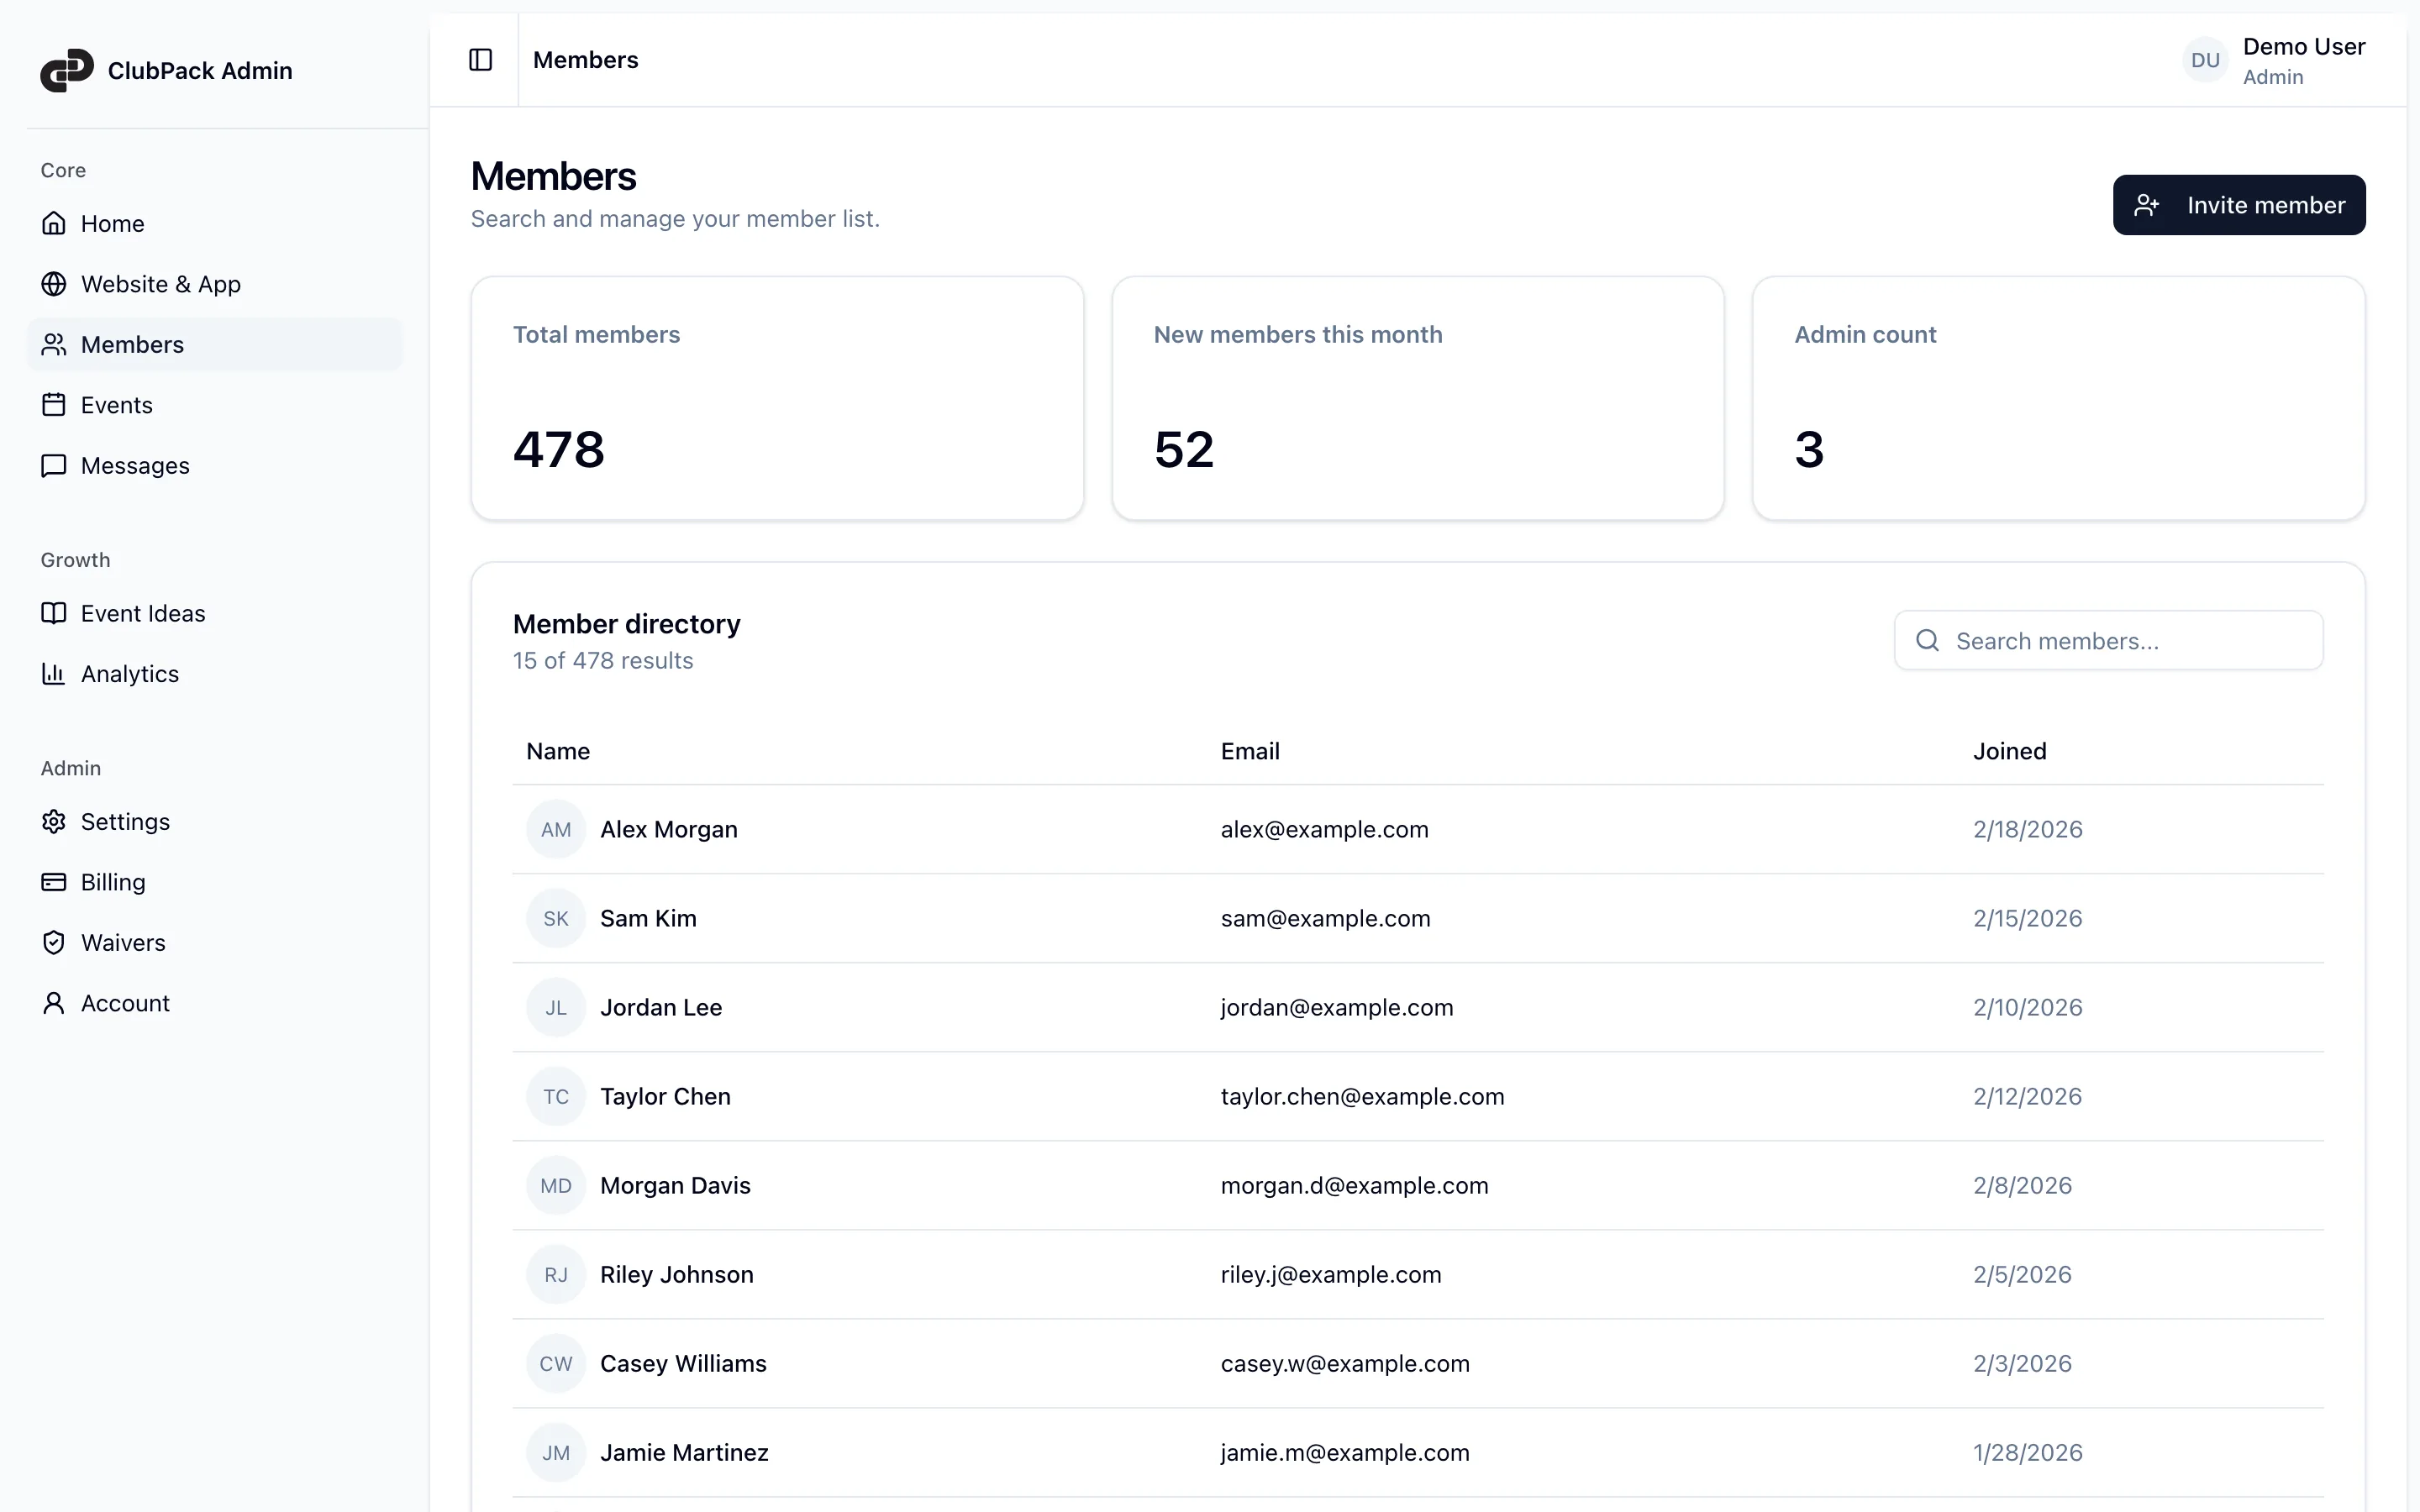 ClubPack Admin
Core
Home
Website & App
Members
Events
Messages
Growth
Event Ideas
Analytics
Admin
Settings
Billing
Waivers
Account
Members
DU
Demo User
Admin
Members
Search and manage your member list.
Invite member
Total members
478
New members this month
52
Admin count
3
Member directory
15 of 478 results
Search members...
Name Email Joined
AM Alex Morgan alex@example.com 2/18/2026
SK Sam Kim sam@example.com 2/15/2026
JL Jordan Lee jordan@example.com 2/10/2026
TC Taylor Chen taylor.chen@example.com 2/12/2026
MD Morgan Davis morgan.d@example.com 2/8/2026
RJ Riley Johnson riley.j@example.com 2/5/2026
CW Casey Williams casey.w@example.com 2/3/2026
JM Jamie Martinez jamie.m@example.com 1/28/2026